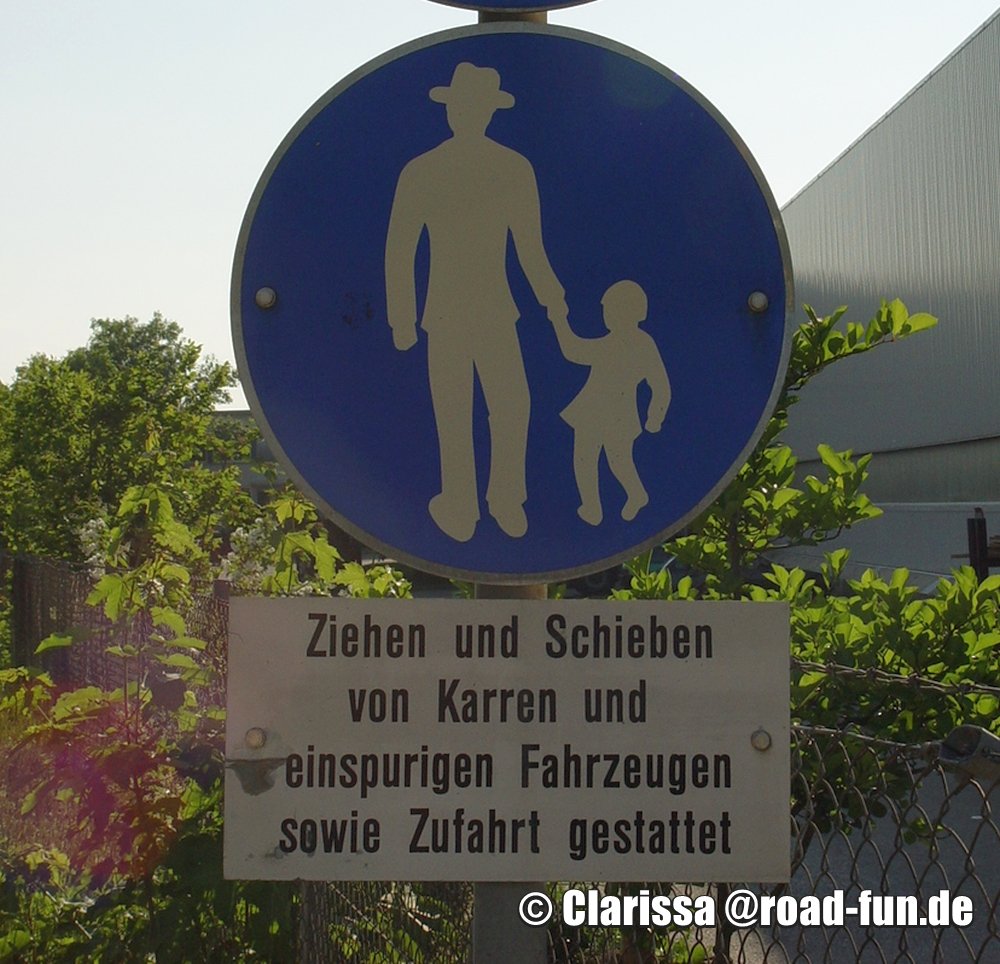 Ziehen und Schieben
von Karren und
einspurigen Fahrzeugen
sowie Zufahrt gestattet
© Clarissa @road-fun.de